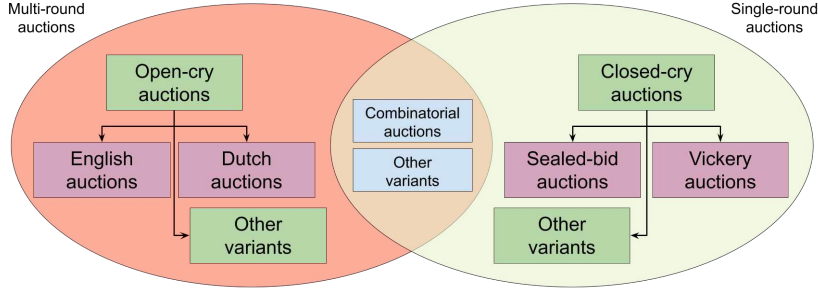 Multi-round
auctions
Single-round
auctions
Open-cry
auctions
English
auctions
Dutch
auctions
Other
variants
Combinatorial
auctions
Other
variants
Closed-cry
auctions
Sealed-bid
auctions
Vickery
auctions
Other
variants